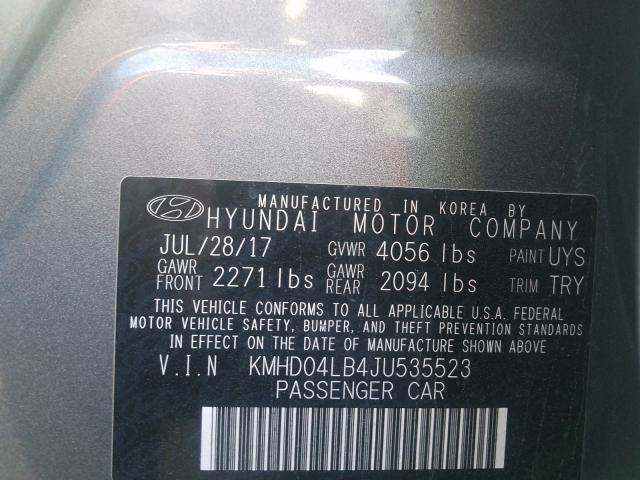 MANUFACTURED IN KOREA BY
HYUNDAI MOTOR COMPANY
JUL/28/17 GVWR 4056 lbs PAINT UYS
GAWR FRONT 2271 lbs GAWR REAR 2094 lbs TRIM TRY
THIS VEHICLE CONFORMS TO ALL APPLICABLE U.S.A. FEDERAL
MOTOR VEHICLE SAFETY, BUMPER, AND THEFT PREVENTION STANDARDS
IN EFFECT ON THE DATE OF MANUFACTURE SHOWN ABOVE
V.I.N KMHD04LB4JU535523
PASSENGER CAR